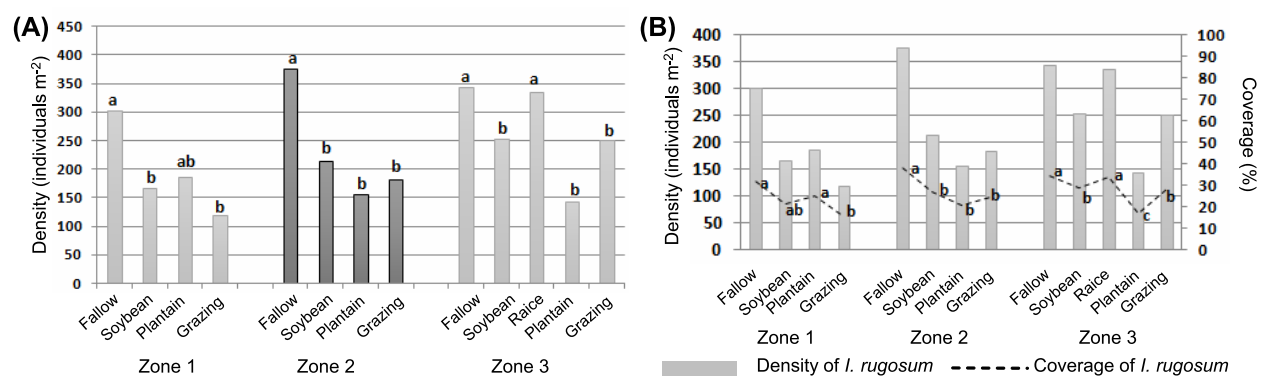 (A)
Density (individuals m-2)
450
400
350
300
250
200
150
100
50
0
a
b
ab
b
a
b
b
b
a
b
a
b
b
Fallow
Soybean
Plantain
Grazing
Fallow
Soybean
Plantain
Grazing
Fallow
Soybean
Raice
Plantain
Grazing
Zone 1
Zone 2
Zone 3
(B)
Density (individuals m-2)
400
350
300
250
200
150
100
50
0
100
90
80
70
60
50
40
30
20
10
0
Coverage (%)
a
ab
a
b
a
b
b
b
a
b
a
c
b
Fallow
Soybean
Plantain
Grazing
Fallow
Soybean
Plantain
Grazing
Fallow
Soybean
Raice
Plantain
Grazing
Zone 1
Zone 2
Zone 3
Density of I. rugosum
Coverage of I. rugosum